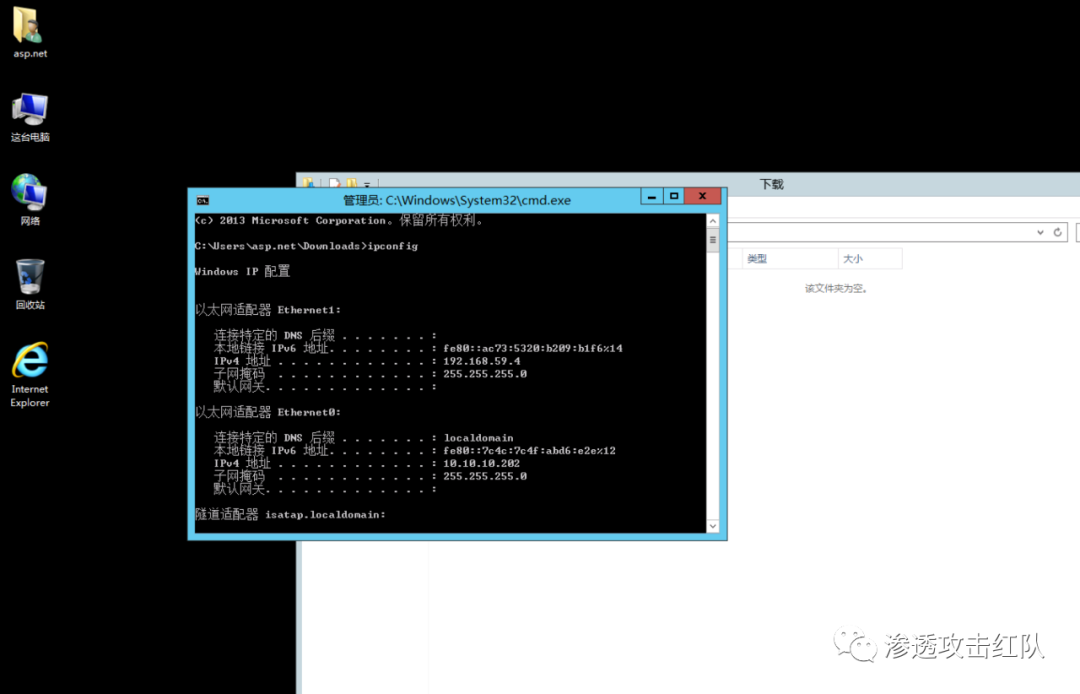 asp.net
这台电脑
网络
回收站
Internet
Explorer
下载
类型
大小
该文件夹为空。
管理员: C:\Windows\System32\cmd.exe
(c) 2013 Microsoft Corporation。保留所有权利。
C:\Users\asp.net\Downloads>ipconfig
Windows IP 配置
以太网适配器 Ethernet1:
连接特定的 DNS 后缀 . . . . . . . :
本地链接 IPv6 地址. . . . . . . . : fe80::ac73:5320:b209:b1f6%14
IPv4 地址 . . . . . . . . . . . . : 192.168.59.4
子网掩码 . . . . . . . . . . . . : 255.255.255.0
默认网关. . . . . . . . . . . . . :
以太网适配器 Ethernet0:
连接特定的 DNS 后缀 . . . . . . . : localdomain
本地链接 IPv6 地址. . . . . . . . : fe80::7c4c:7c4f:abd6:e2e%12
IPv4 地址 . . . . . . . . . . . . : 10.10.10.202
子网掩码 . . . . . . . . . . . . : 255.255.255.0
默认网关. . . . . . . . . . . . . :
隧道适配器 isatap.localdomain:
渗透攻击红队